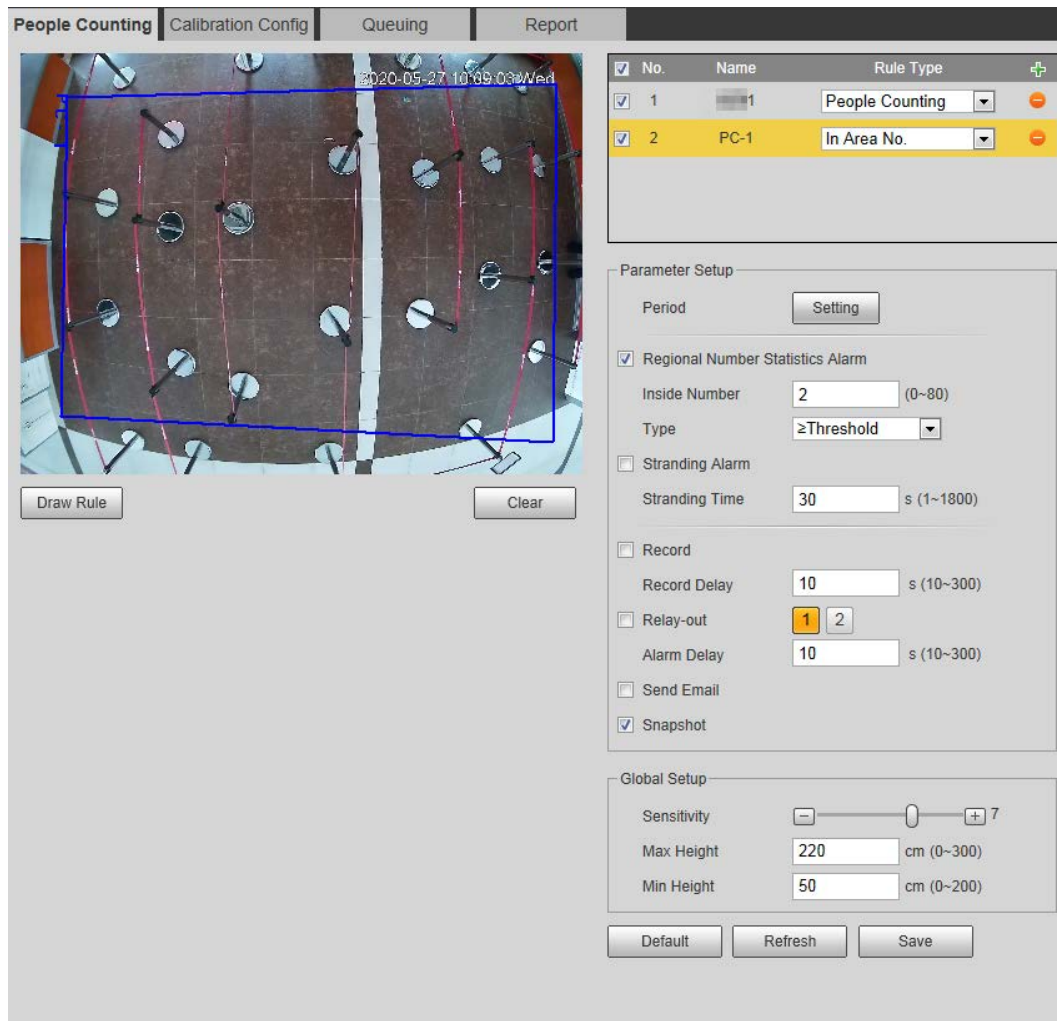 People Counting Calibration Config Queuing Report
2020-05-27 10:09:03 Wed
No. Name Rule Type
1 1 People Counting
2 PC-1 In Area No.
Draw Rule Clear
Parameter Setup
Period Setting
Regional Number Statistics Alarm
Inside Number 2 (0~80)
Type ≥Threshold
Stranding Alarm
Stranding Time 30 s (1~1800)
Record
Record Delay 10 s (10~300)
Relay-out 1 2
Alarm Delay 10 s (10~300)
Send Email
Snapshot
Global Setup
Sensitivity 7
Max Height 220 cm (0~300)
Min Height 50 cm (0~200)
Default Refresh Save